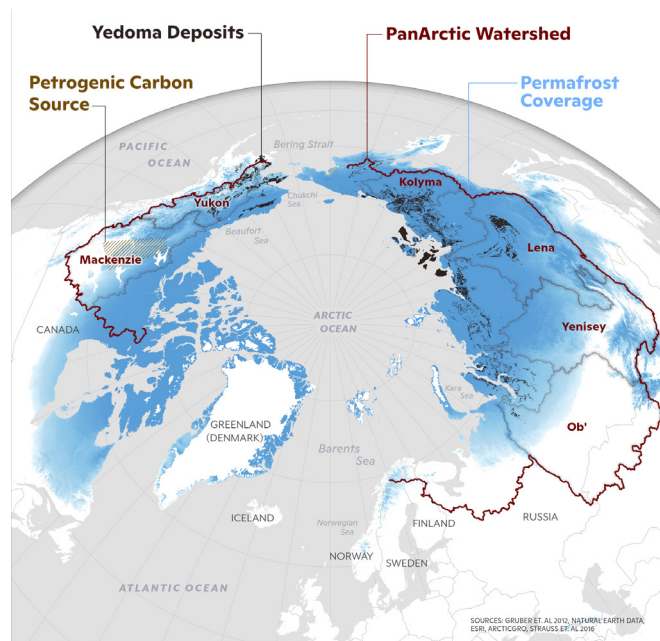 Yedoma Deposits
PanArctic Watershed
Petrogenic Carbon
Source
Permafrost
Coverage
PACIFIC
OCEAN
Bering Strait
Kolyma
Yukon
Chukchi
Sea
Beaufort
Sea
Lena
Mackenzie
ARCTIC
OCEAN
CANADA
Yenisey
Kara
Sea
GREENLAND
(DENMARK)
Ob'
Barents
Sea
ICELAND
Norwegian
Sea
FINLAND
RUSSIA
NORWAY
SWEDEN
ATLANTIC OCEAN
SOURCES: GRUBER ET. AL 2012, NATURAL EARTH DATA,
ESRI, ARCTICGRO, STRAUSS ET. AL 2016